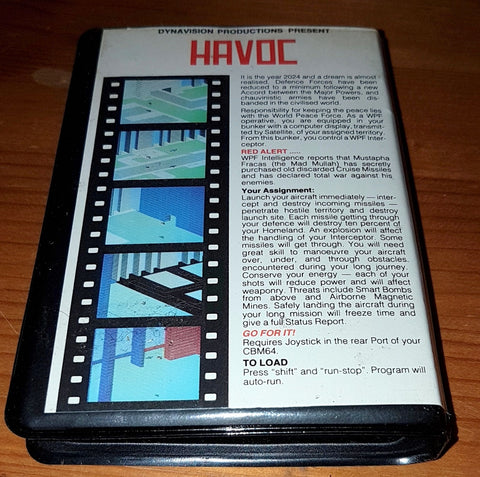 DYNAVISION PRODUCTIONS PRESENT
HAVOC
It is the year 2024 and a dream is almost
realised. Defence Forces have been
reduced to a minimum following a new
Accord between the Major Powers, and
chauvinistic armies have been dis-
banded in the civilised world.
Responsibility for keeping the peace lies
with the World Peace Force. As a WPF
operative, you are equipped in your
bunker with a computer display, transmit-
ted by Satellite, of your assigned territory.
From this bunker, you control a WPF Inter-
ceptor.
RED ALERT .....
WPF Intelligence reports that Mustapha
Fracas (the Mad Mullah) has secretly
purchased old discarded Cruise Missiles
and has declared total war against his
enemies.
Your Assignment:
Launch your aircraft immediately — inter-
cept and destroy incoming missiles —
penetrate hostile territory and destroy
launch site. Each missile getting through
your defence will destroy ten percent of
your Homeland. An explosion will affect
the handling of your Interceptor. Some
missiles will get through. You will need
great skill to manoeuvre your aircraft
over, under, and through obstacles
encountered during your long journey.
Conserve your energy — each of your
shots will reduce power and will affect
weaponry. Threats include Smart Bombs
from above and Airborne Magnetic
Mines. Safely landing the aircraft during
your long mission will freeze time and
give a full Status Report.
GO FOR IT!
Requires Joystick in the rear Port of your
CBM64.
TO LOAD
Press "shift" and "run-stop". Program will
auto-run.